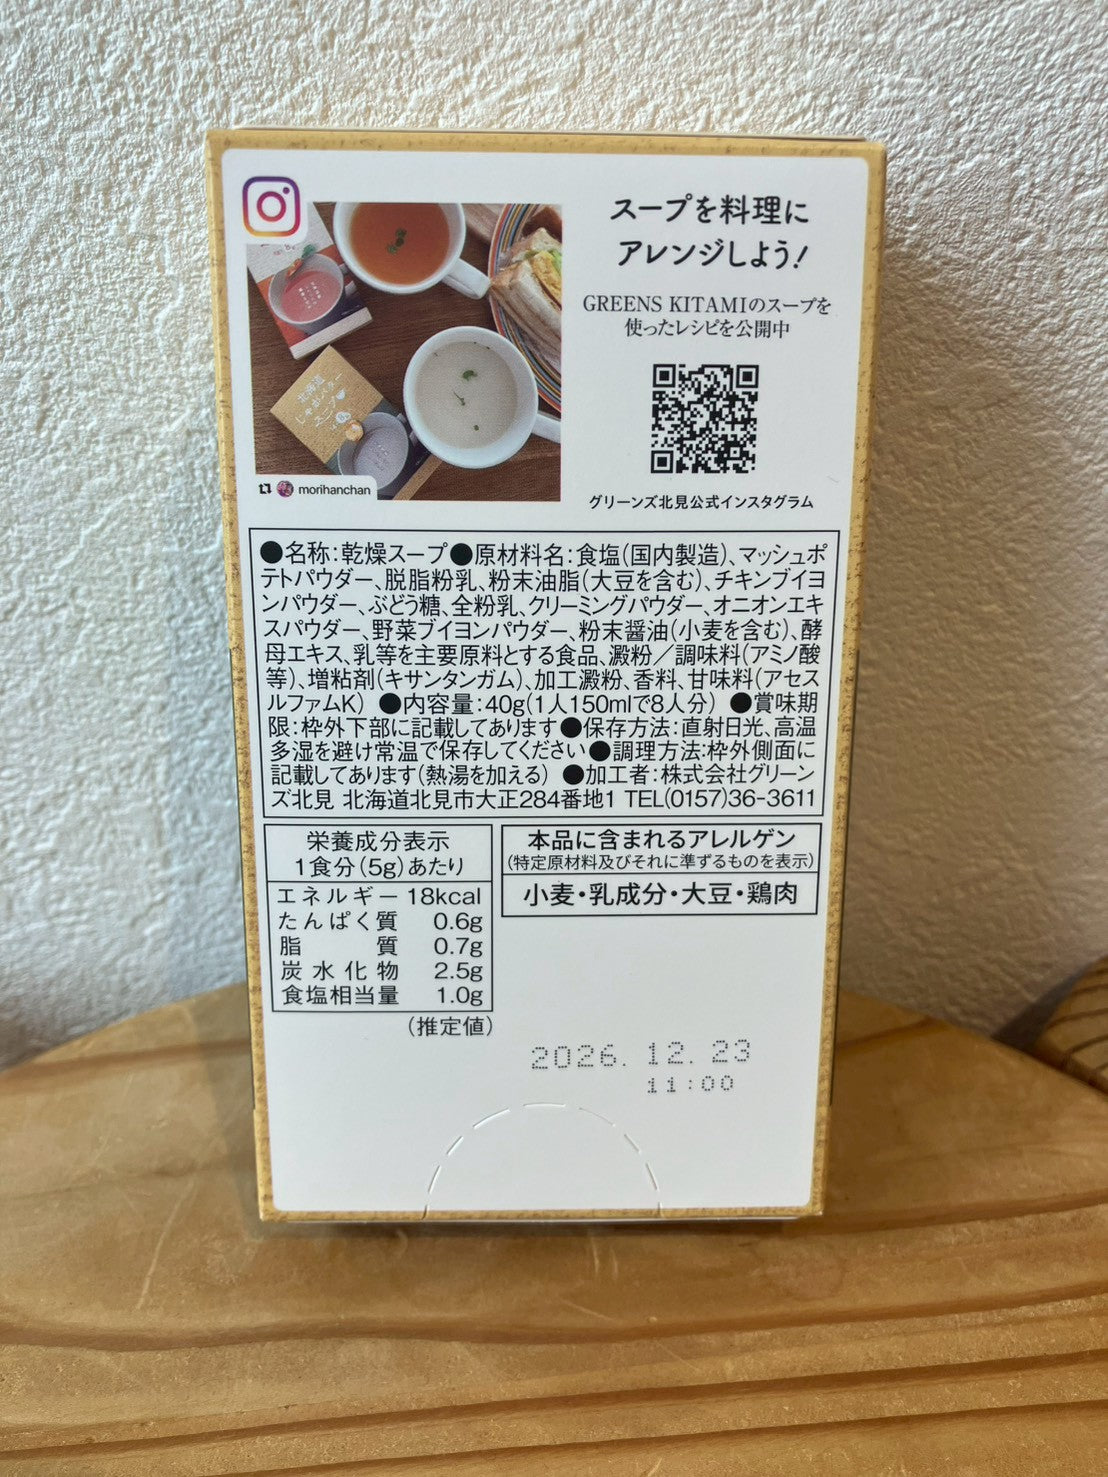 スープを料理に
アレンジしよう!
GREENS KITAMIのスープを
使ったレシピを公開中
グリーンズ北見公式インスタグラム
北海道
じゃがバター
スープ
morihanchan
●名称:乾燥スープ●原材料名:食塩(国内製造)、マッシュポ
テトパウダー、脱脂粉乳、粉末油脂(大豆を含む)、チキンブイヨ
ンパウダー、ぶどう糖、全粉乳、クリーミングパウダー、オニオンエキ
スパウダー、野菜ブイヨンパウダー、粉末醤油(小麦を含む)、酵
母エキス、乳等を主要原料とする食品、澱粉／調味料(アミノ酸
等)、増粘剤(キサンタンガム)、加工澱粉、香料、甘味料(アセス
ルファムK) ●内容量:40g(1人150mlで8人分) ●賞味期
限:枠外下部に記載してあります●保存方法:直射日光、高温
多湿を避け常温で保存してください●調理方法:枠外側面に
記載してあります(熱湯を加える) ●加工者:株式会社グリーン
ズ北見 北海道北見市大正284番地1 TEL(0157)36-3611
栄養成分表示
1食分(5g)あたり
エネルギー 18kcal
たんぱく質 0.6g
脂質 0.7g
炭水化物 2.5g
食塩相当量 1.0g
(推定値)
本品に含まれるアレルゲン
(特定原材料及びそれに準ずるものを表示)
小麦・乳成分・大豆・鶏肉
2026. 12. 23
11:00